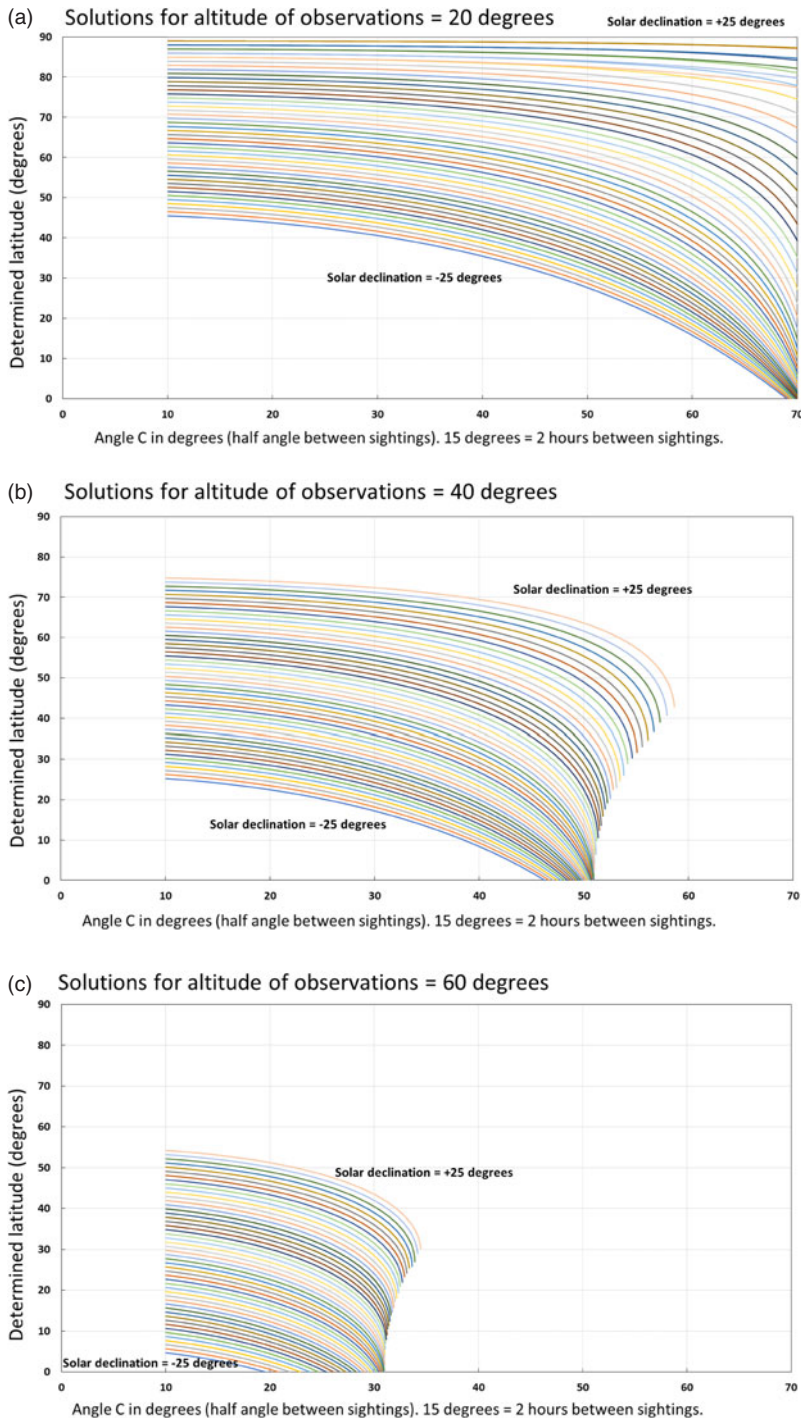 (a) Solutions for altitude of observations = 20 degrees
Solar declination = +25 degrees
90
80
70
60
50
40
30
20
10
0
Determined latitude (degrees)
Solar declination = -25 degrees
0 10 20 30 40 50 60 70
Angle C in degrees (half angle between sightings). 15 degrees = 2 hours between sightings.
(b) Solutions for altitude of observations = 40 degrees
90
80
70
60
50
40
30
20
10
0
Determined latitude (degrees)
Solar declination = +25 degrees
Solar declination = -25 degrees
0 10 20 30 40 50 60 70
Angle C in degrees (half angle between sightings). 15 degrees = 2 hours between sightings.
(c) Solutions for altitude of observations = 60 degrees
90
80
70
60
50
40
30
20
10
0
Determined latitude (degrees)
Solar declination = +25 degrees
Solar declination = -25 degrees
0 10 20 30 40 50 60 70
Angle C in degrees (half angle between sightings). 15 degrees = 2 hours between sightings.